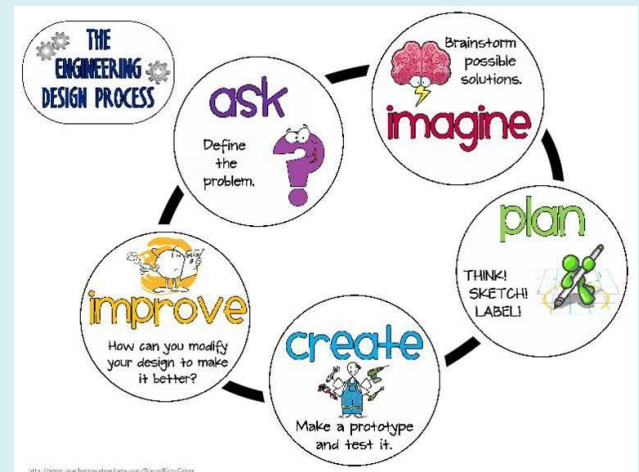 THE
ENGINEERING
DESIGN PROCESS
ask
Define
the
problem.
Brainstorm
possible
solutions.
imagine
plan
THINK!
SKETCH!
LABEL!
create
Make a prototype
and test it.
improve
How can you modify
your design to make
it better?